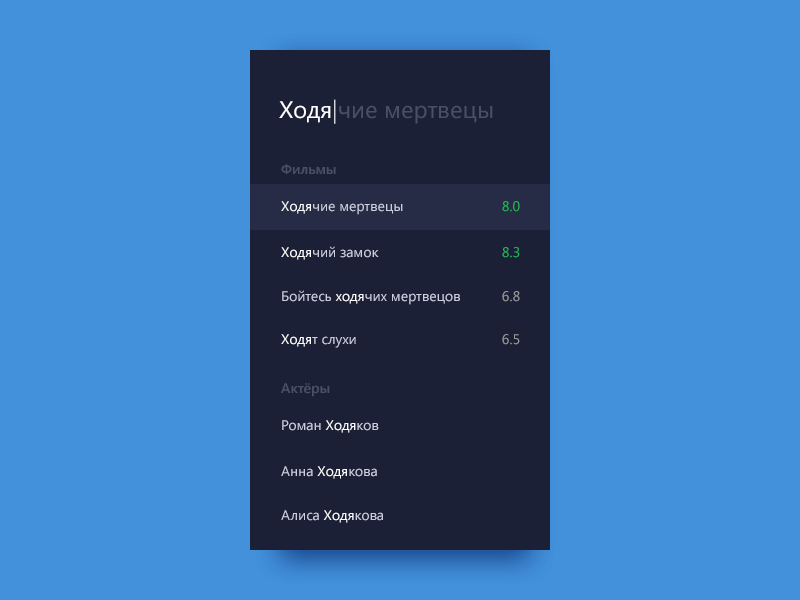 Ходячие мертвецы
Фильмы
Ходячие мертвецы 8.0
Ходячий замок 8.3
Бойтесь ходячих мертвецов 6.8
Ходят слухи 6.5
Актёры
Роман Ходяков
Анна Ходякова
Алиса Ходякова